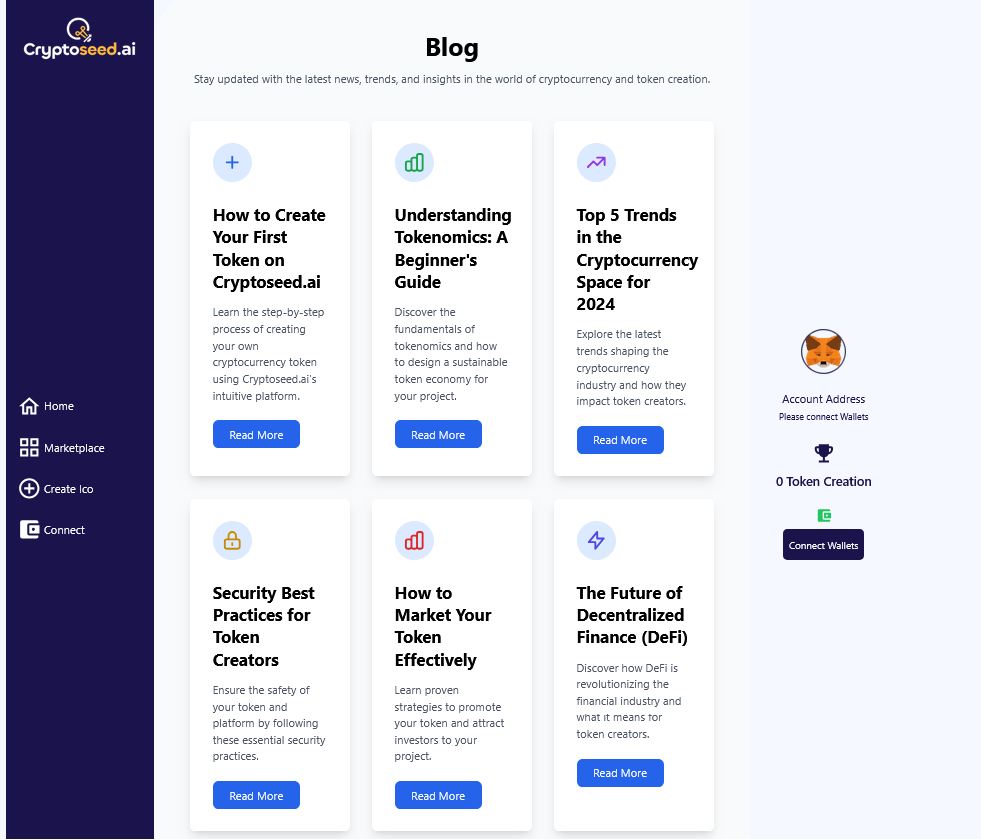 Cryptoseed.ai
Home
Marketplace
Create Ico
Connect
Blog
Stay updated with the latest news, trends, and insights in the world of cryptocurrency and token creation.
How to Create
Your First
Token on
Cryptoseed.ai
Learn the step-by-step
process of creating
your own
cryptocurrency token
using Cryptoseed.ai's
intuitive platform.
Read More
Understanding
Tokenomics: A
Beginner's
Guide
Discover the
fundamentals of
tokenomics and how
to design a sustainable
token economy for
your project.
Read More
Top 5 Trends
in the
Cryptocurrency
Space for
2024
Explore the latest
trends shaping the
cryptocurrency
industry and how they
impact token creators.
Read More
Security Best
Practices for
Token
Creators
Ensure the safety of
your token and
platform by following
these essential security
practices.
Read More
How to
Market Your
Token
Effectively
Learn proven
strategies to promote
your token and attract
investors to your
project.
Read More
The Future of
Decentralized
Finance (DeFi)
Discover how DeFi is
revolutionizing the
financial industry and
what it means for
token creators.
Read More
Account Address
Please connect Wallets
0 Token Creation
Connect Wallets